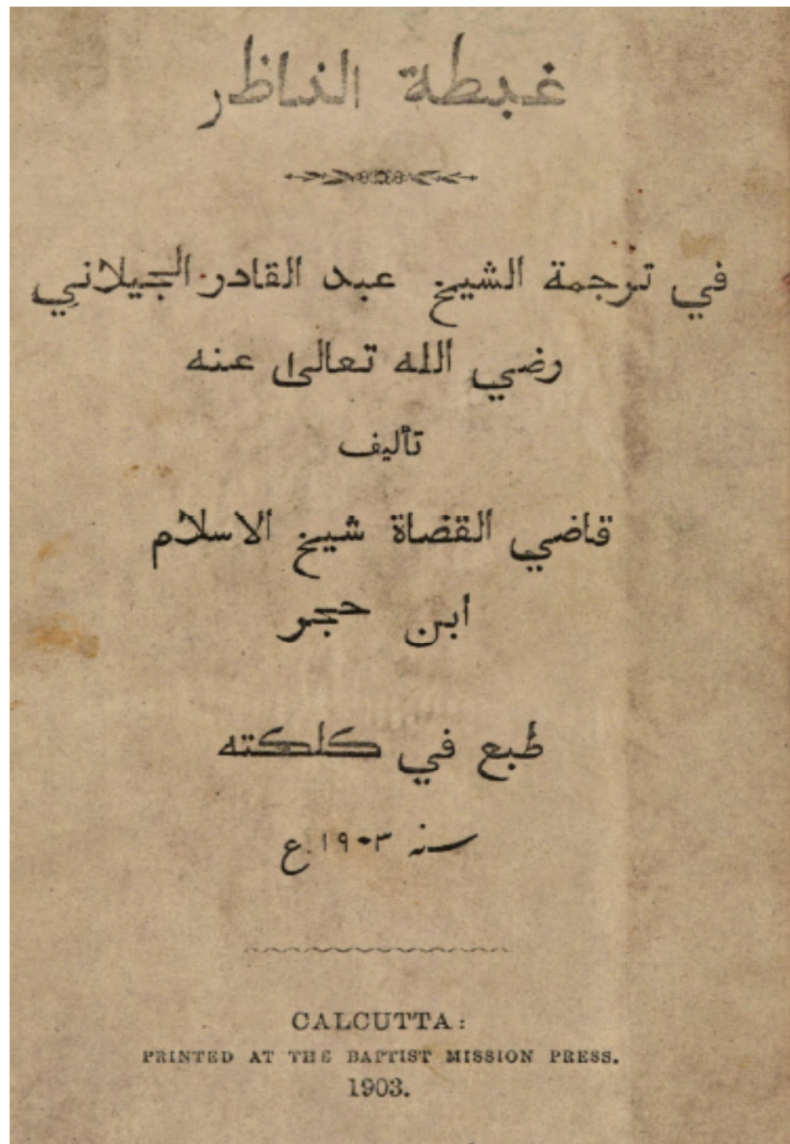 غبطة الناظر
في ترجمة الشيخ عبد القادر الجيلاني
رضي الله تعالى عنه
تأليف
قاضي القضاة شيخ الاسلام
ابن حجر
طبع في كلكته
سنه ١٩٠٣ ع
CALCUTTA:
PRINTED AT THE BAPTIST MISSION PRESS.
1903.